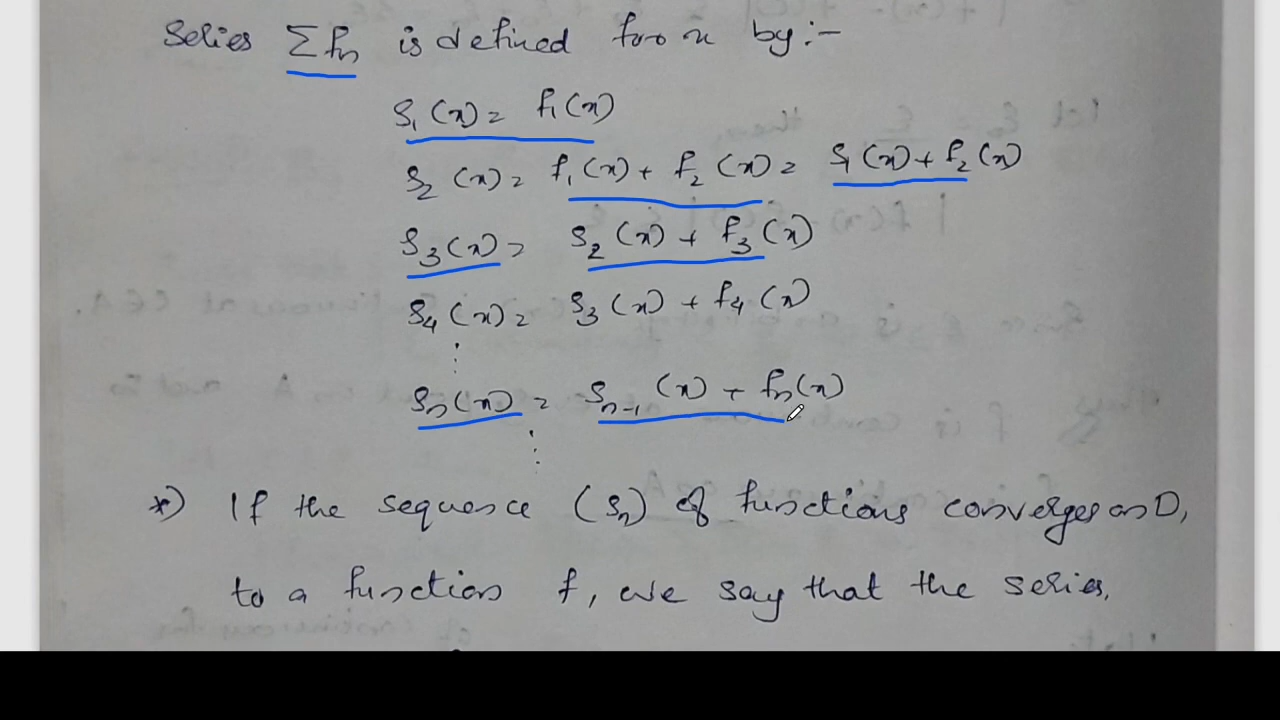 Series Σfn is defined for x by:-
S1(x) = f1(x)
S2(x) = f1(x) + f2(x) = S1(x) + f2(x)
S3(x) = S2(x) + f3(x)
S4(x) = S3(x) + f4(x)
⋮
Sn(x) = Sn-1(x) + fn(x)
⋮
*) If the sequence (Sn) of functions converges on D,
to a function f, we say that the series,